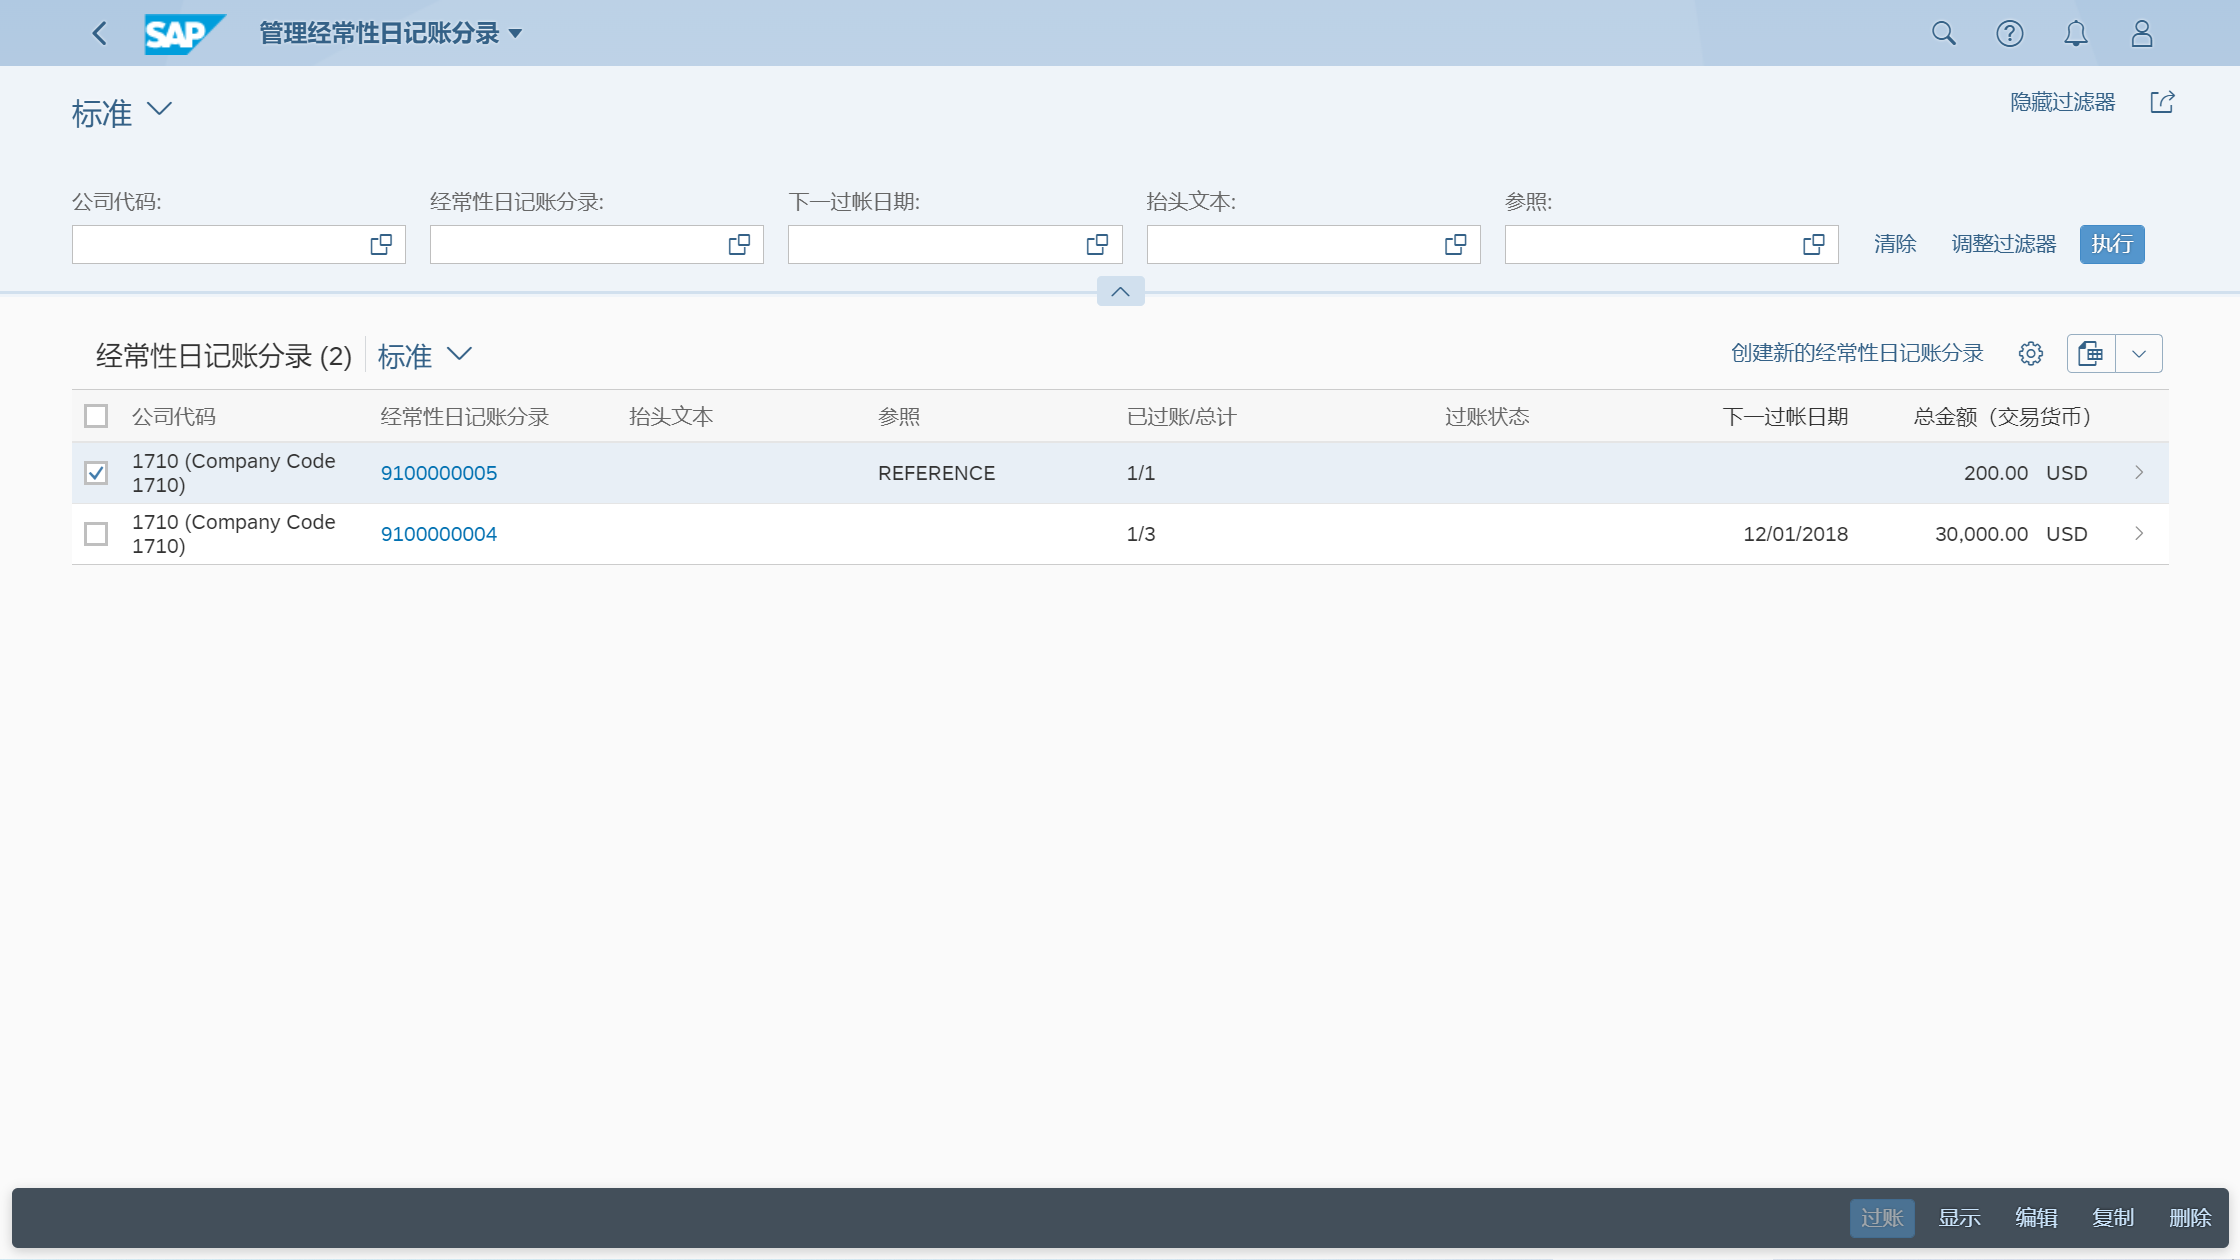 SAP 管理经常性日记账分录
标准
隐藏过滤器
公司代码: 经常性日记账分录: 下一过帐日期: 抬头文本: 参照:
清除 调整过滤器 执行
经常性日记账分录 (2) 标准
创建新的经常性日记账分录
公司代码 经常性日记账分录 抬头文本 参照 已过账/总计 过账状态 下一过帐日期 总金额（交易货币）
1710 (Company Code
1710) 9100000005 REFERENCE 1/1 200.00 USD
1710 (Company Code
1710) 9100000004 1/3 12/01/2018 30,000.00 USD
过账 显示 编辑 复制 删除